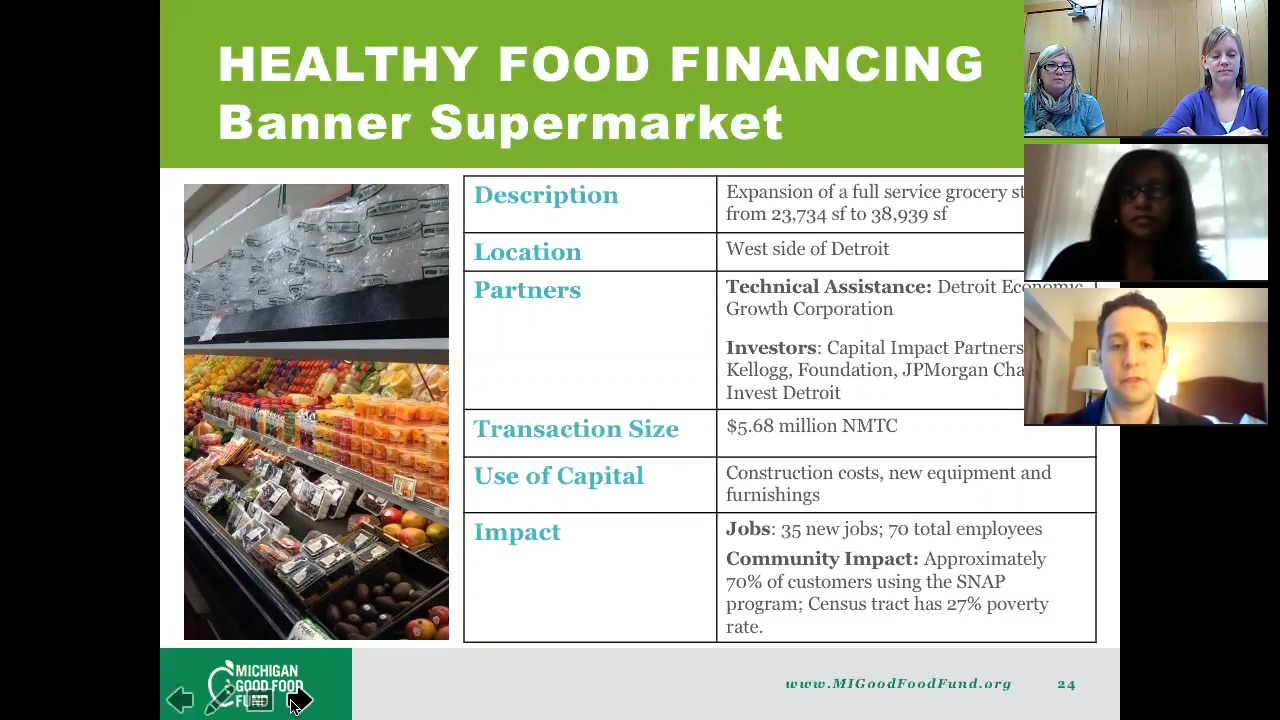 HEALTHY FOOD FINANCING
Banner Supermarket
Description
Expansion of a full service grocery
from 23,734 sf to 38,939 sf
Location
West side of Detroit
Partners
Technical Assistance: Detroit Economic
Growth Corporation
Investors: Capital Impact Partners
Kellogg, Foundation, JPMorgan
Invest Detroit
Transaction Size
$5.68 million NMTC
Use of Capital
Construction costs, new equipment and
furnishings
Impact
Jobs: 35 new jobs; 70 total employees
Community Impact: Approximately
70% of customers using the SNAP
program; Census tract has 27% poverty
rate.
MICHIGAN
GOOD FOOD
FUND
www.MIGoodFoodFund.org
24